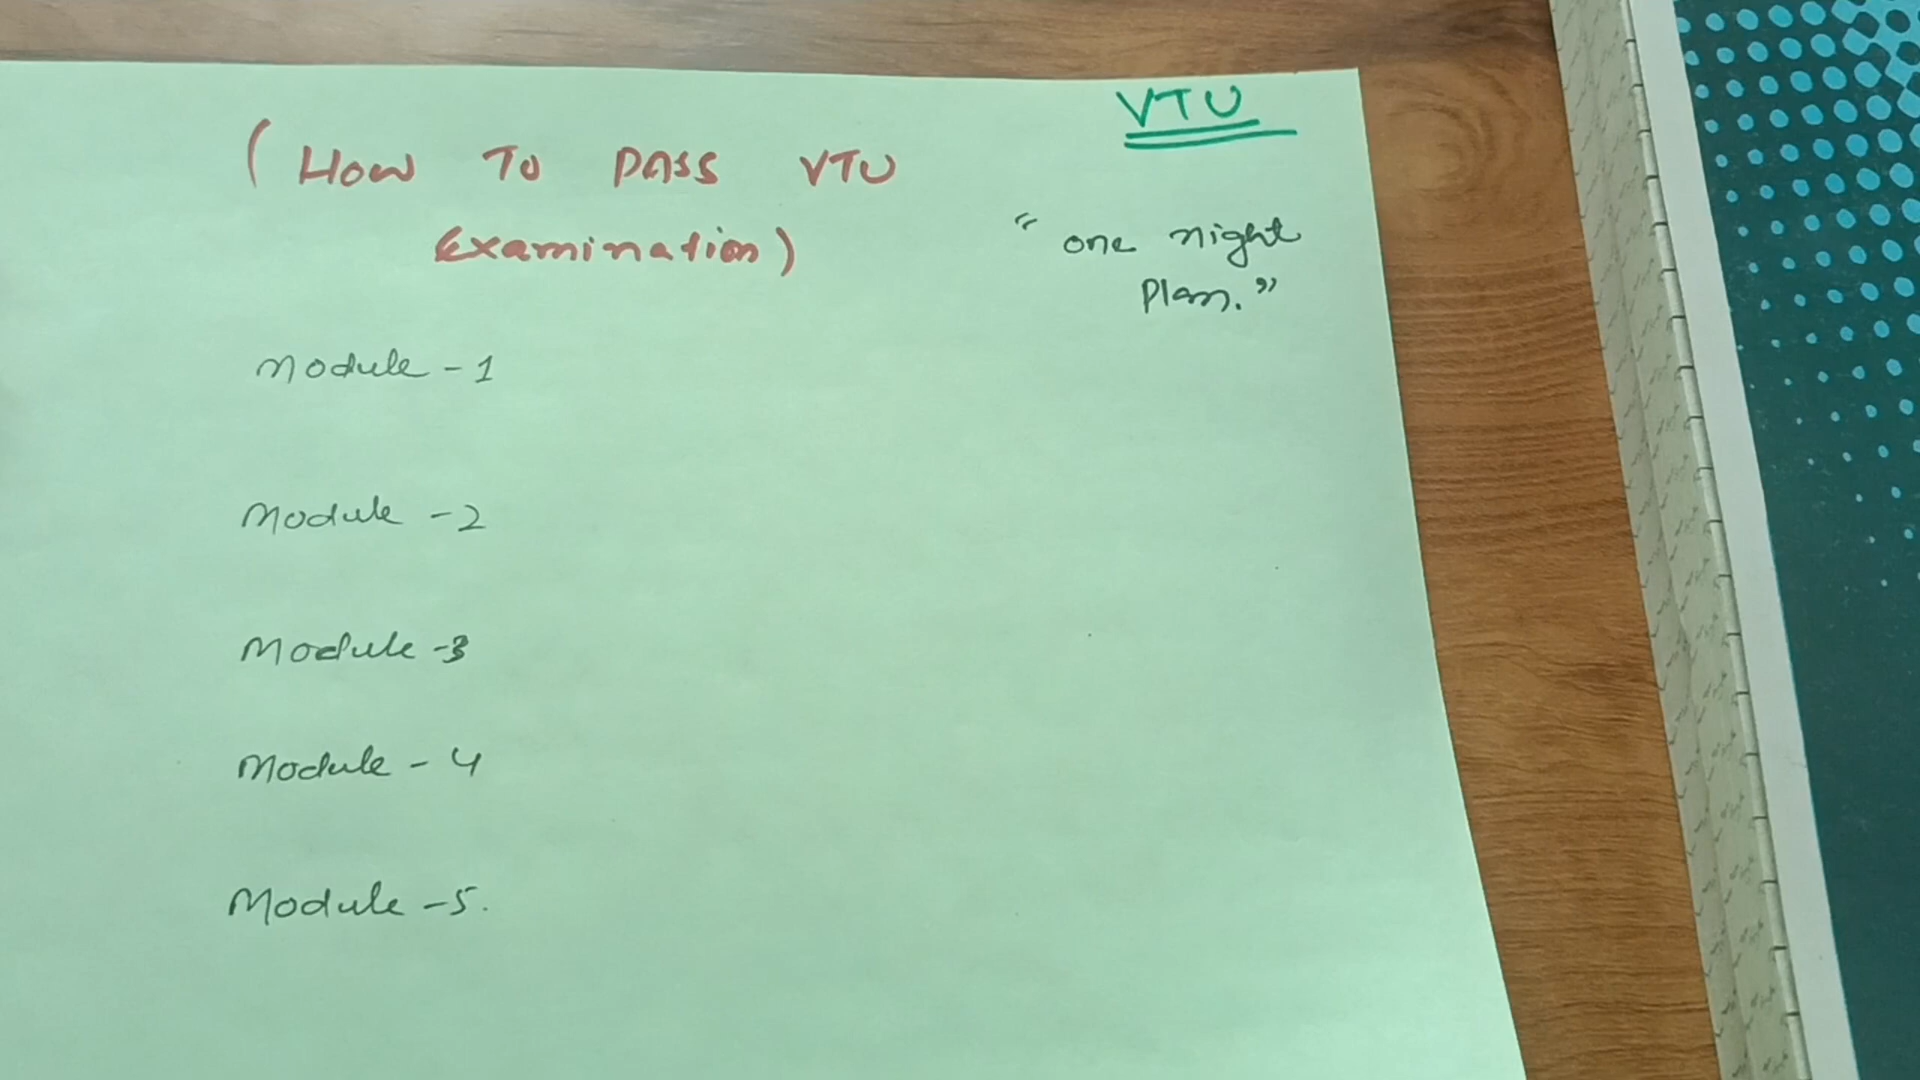 VTU
( HOW TO PASS VTU
Examination)
“ one night
Plan.”
Module - 1
Module - 2
Module - 3
Module - 4
Module - 5.